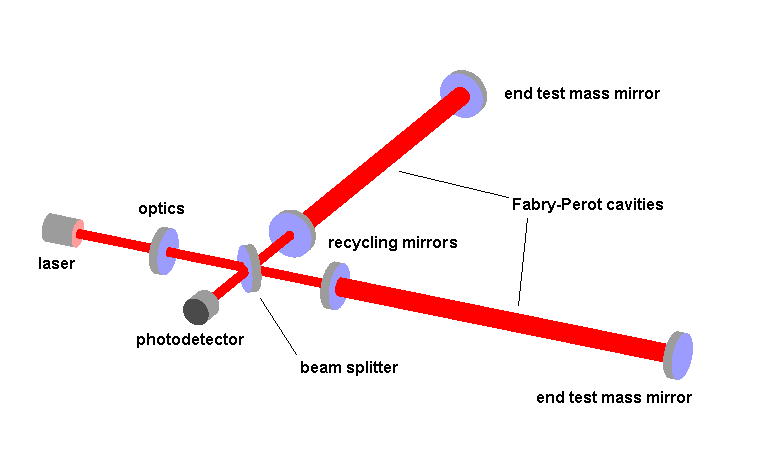 end test mass mirror
optics
Fabry-Perot cavities
recycling mirrors
laser
photodetector
beam splitter
end test mass mirror